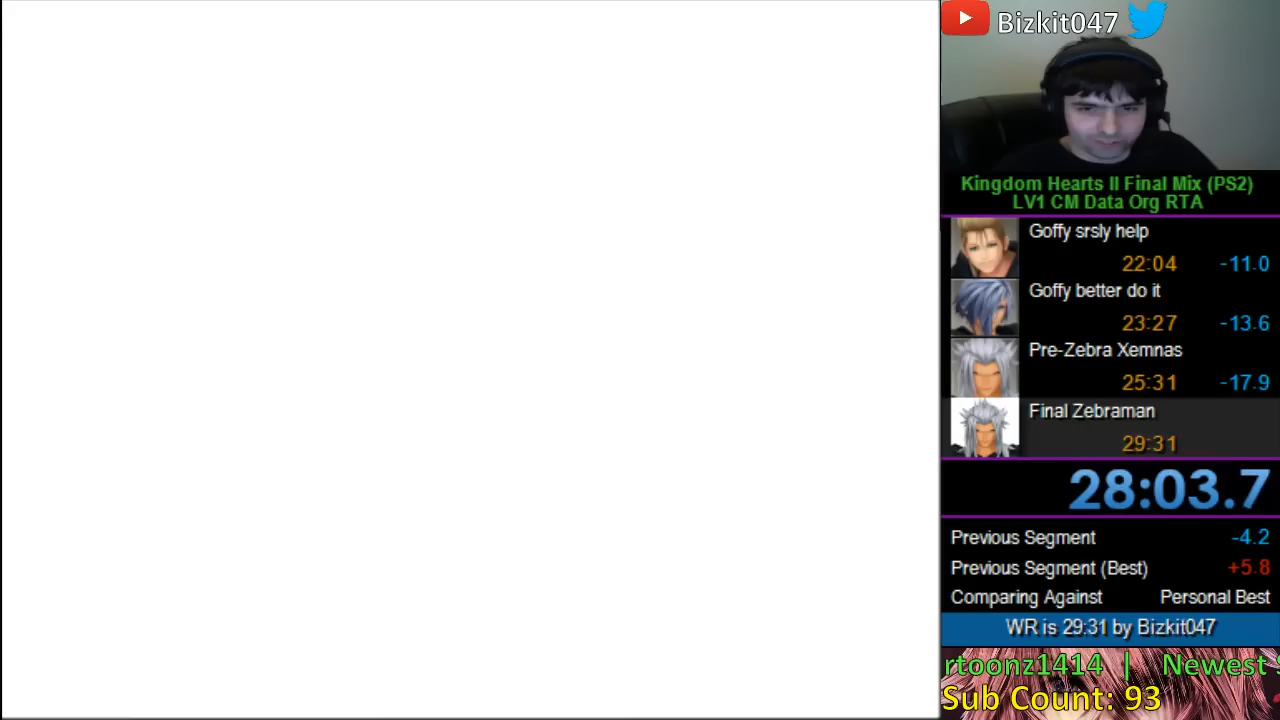 Bizkit047
Kingdom Hearts II Final Mix (PS2)
LV1 CM Data Org RTA
Goffy srsly help
22:04 -11.0
Goffy better do it
23:27 -13.6
Pre-Zebra Xemnas
25:31 -17.9
Final Zebraman
29:31
28:03.7
Previous Segment -4.2
Previous Segment (Best) +5.8
Comparing Against Personal Best
WR is 29:31 by Bizkit047
rtoonz1414 | Newest
Sub Count: 93